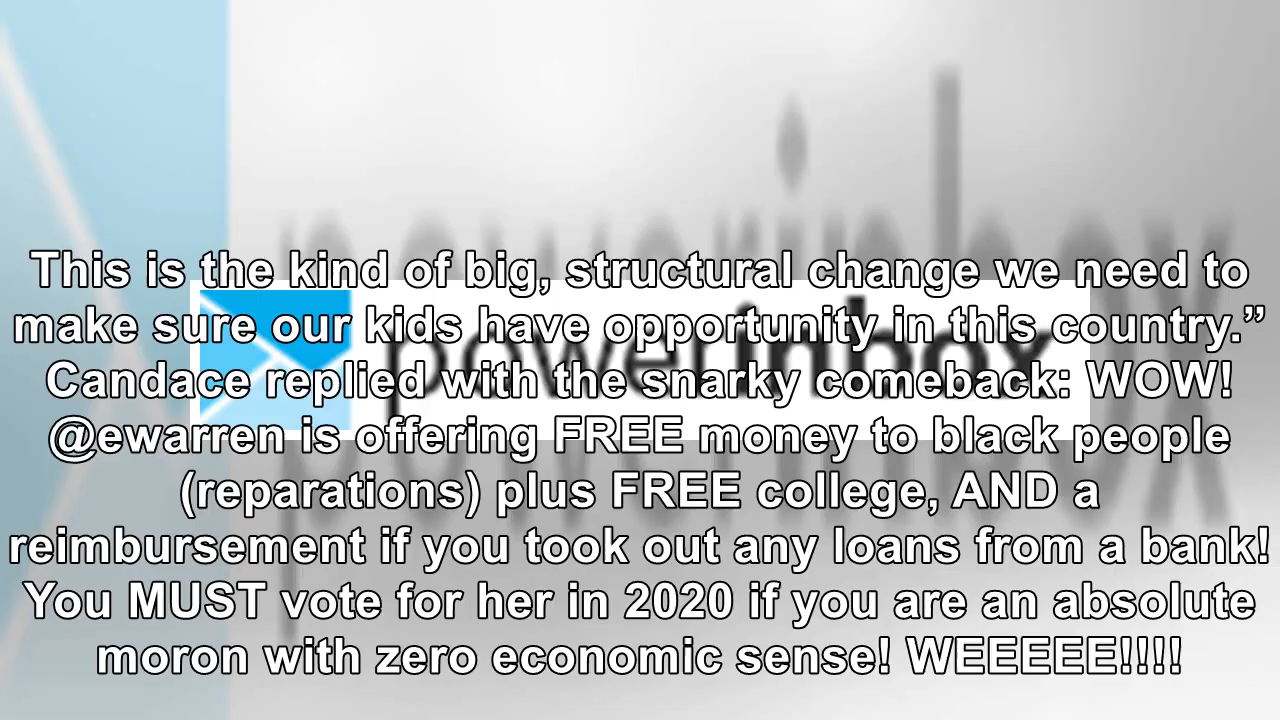 This is the kind of big, structural change we need to
make sure our kids have opportunity in this country.”
Candace replied with the snarky comeback: WOW!
@ewarren is offering FREE money to black people
(reparations) plus FREE college, AND a
reimbursement if you took out any loans from a bank!
You MUST vote for her in 2020 if you are an absolute
moron with zero economic sense! WEEEEE!!!!
powerinbox
powerinbox